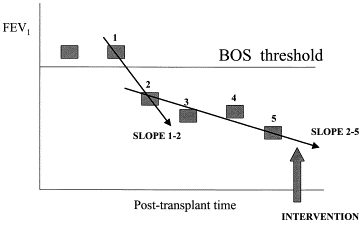 FEV1
1
BOS threshold
2
3
4
5
SLOPE 1-2
SLOPE 2-5
Post-transplant time
INTERVENTION